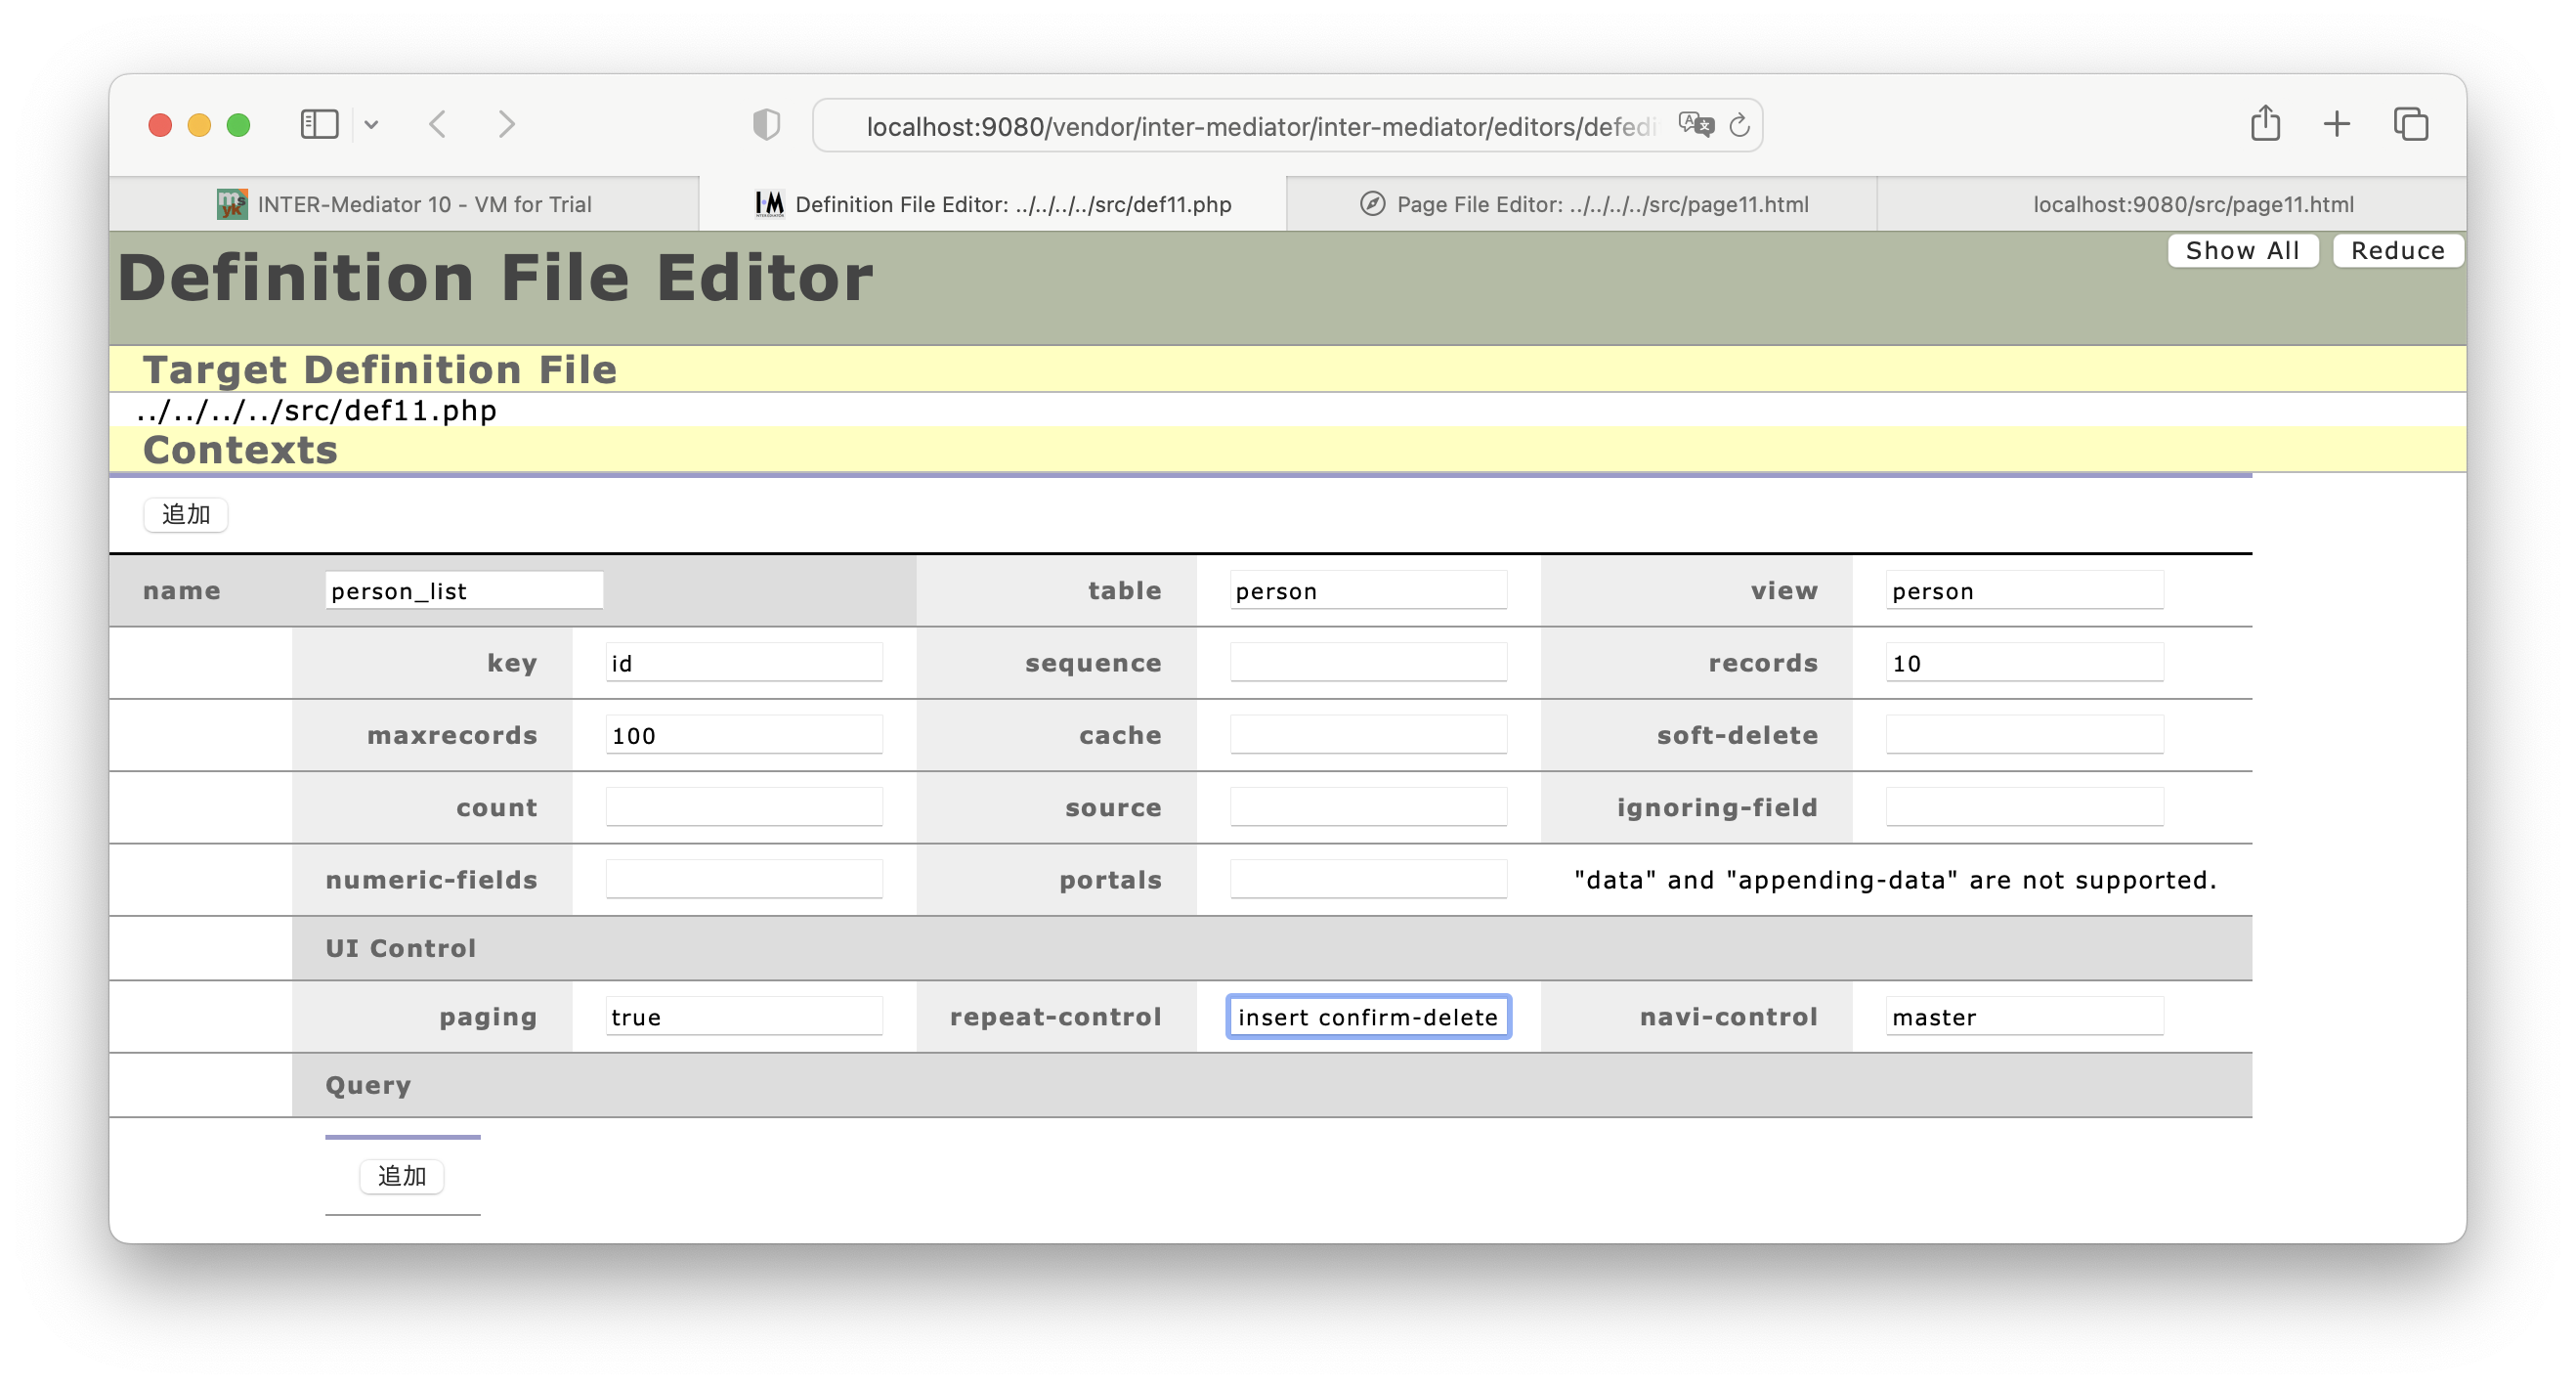 localhost:9080/vendor/inter-mediator/inter-mediator/editors/defedi
INTER-Mediator 10 - VM for Trial
Definition File Editor: ../../../../src/def11.php
Page File Editor: ../../../../src/page11.html
localhost:9080/src/page11.html
Definition File Editor
Show All Reduce
Target Definition File
../../../../src/def11.php
Contexts
追加
name person_list table person view person
key id sequence records 10
maxrecords 100 cache soft-delete
count source ignoring-field
numeric-fields portals "data" and "appending-data" are not supported.
UI Control
paging true repeat-control insert confirm-delete navi-control master
Query
追加